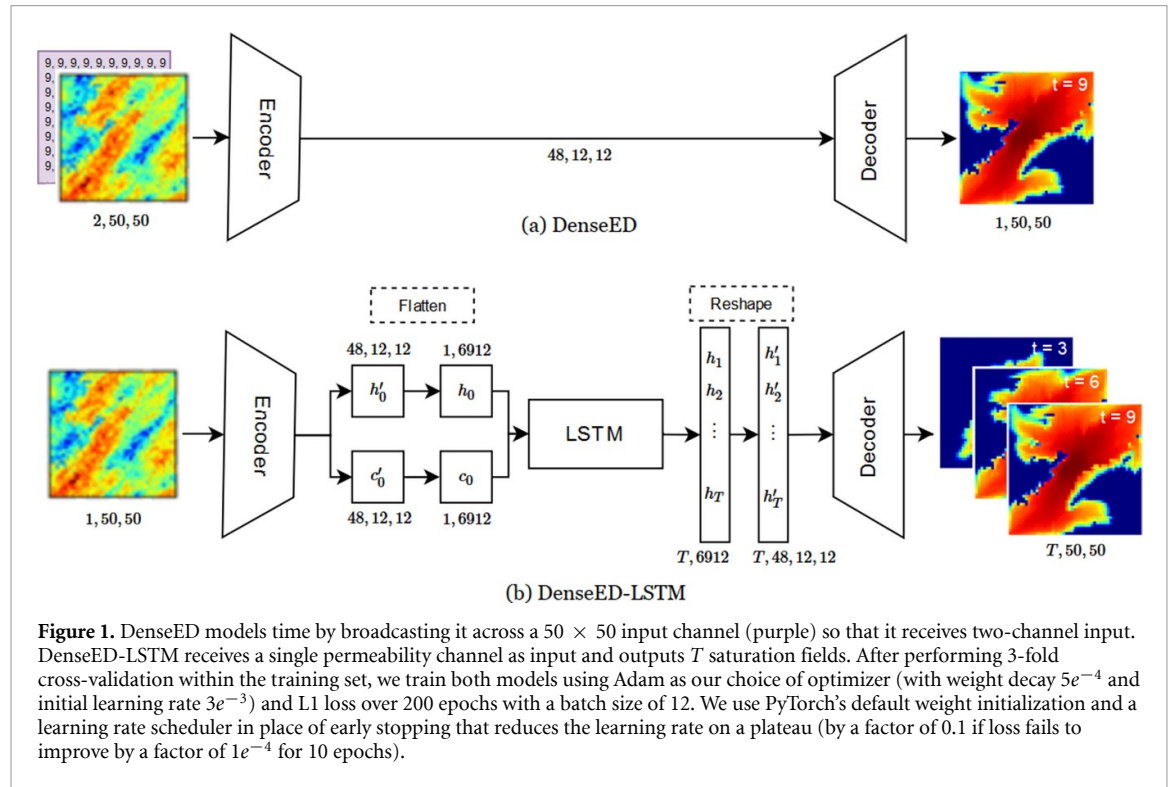 9, 9, 9, 9, 9, 9, 9, 9, 9, 9
9,
9,
9,
9,
9,
9,
9,
2, 50, 50
Encoder
48, 12, 12
Decoder
t = 9
1, 50, 50
(a) DenseED
Flatten
Reshape
1, 50, 50
Encoder
48, 12, 12
1, 6912
h′₀
h₀
c′₀
c₀
48, 12, 12
1, 6912
LSTM
h₁
h₂
⋮
h_T
h′₁
h′₂
⋮
h′_T
T, 6912
T, 48, 12, 12
Decoder
t = 3
t = 6
t = 9
T, 50, 50
(b) DenseED-LSTM
Figure 1. DenseED models time by broadcasting it across a 50 × 50 input channel (purple) so that it receives two-channel input.
DenseED-LSTM receives a single permeability channel as input and outputs T saturation fields. After performing 3-fold
cross-validation within the training set, we train both models using Adam as our choice of optimizer (with weight decay 5e⁻⁴ and
initial learning rate 3e⁻³) and L1 loss over 200 epochs with a batch size of 12. We use PyTorch’s default weight initialization and a
learning rate scheduler in place of early stopping that reduces the learning rate on a plateau (by a factor of 0.1 if loss fails to
improve by a factor of 1e⁻⁴ for 10 epochs).